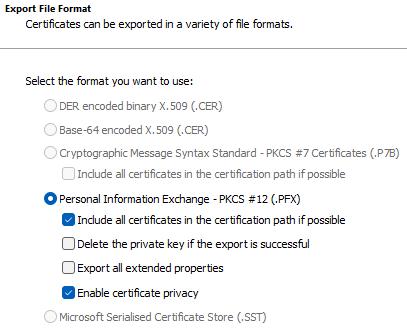 Export File Format
Certificates can be exported in a variety of file formats.
Select the format you want to use:
DER encoded binary X.509 (.CER)
Base-64 encoded X.509 (.CER)
Cryptographic Message Syntax Standard - PKCS #7 Certificates (.P7B)
Include all certificates in the certification path if possible
Personal Information Exchange - PKCS #12 (.PFX)
Include all certificates in the certification path if possible
Delete the private key if the export is successful
Export all extended properties
Enable certificate privacy
Microsoft Serialised Certificate Store (.SST)